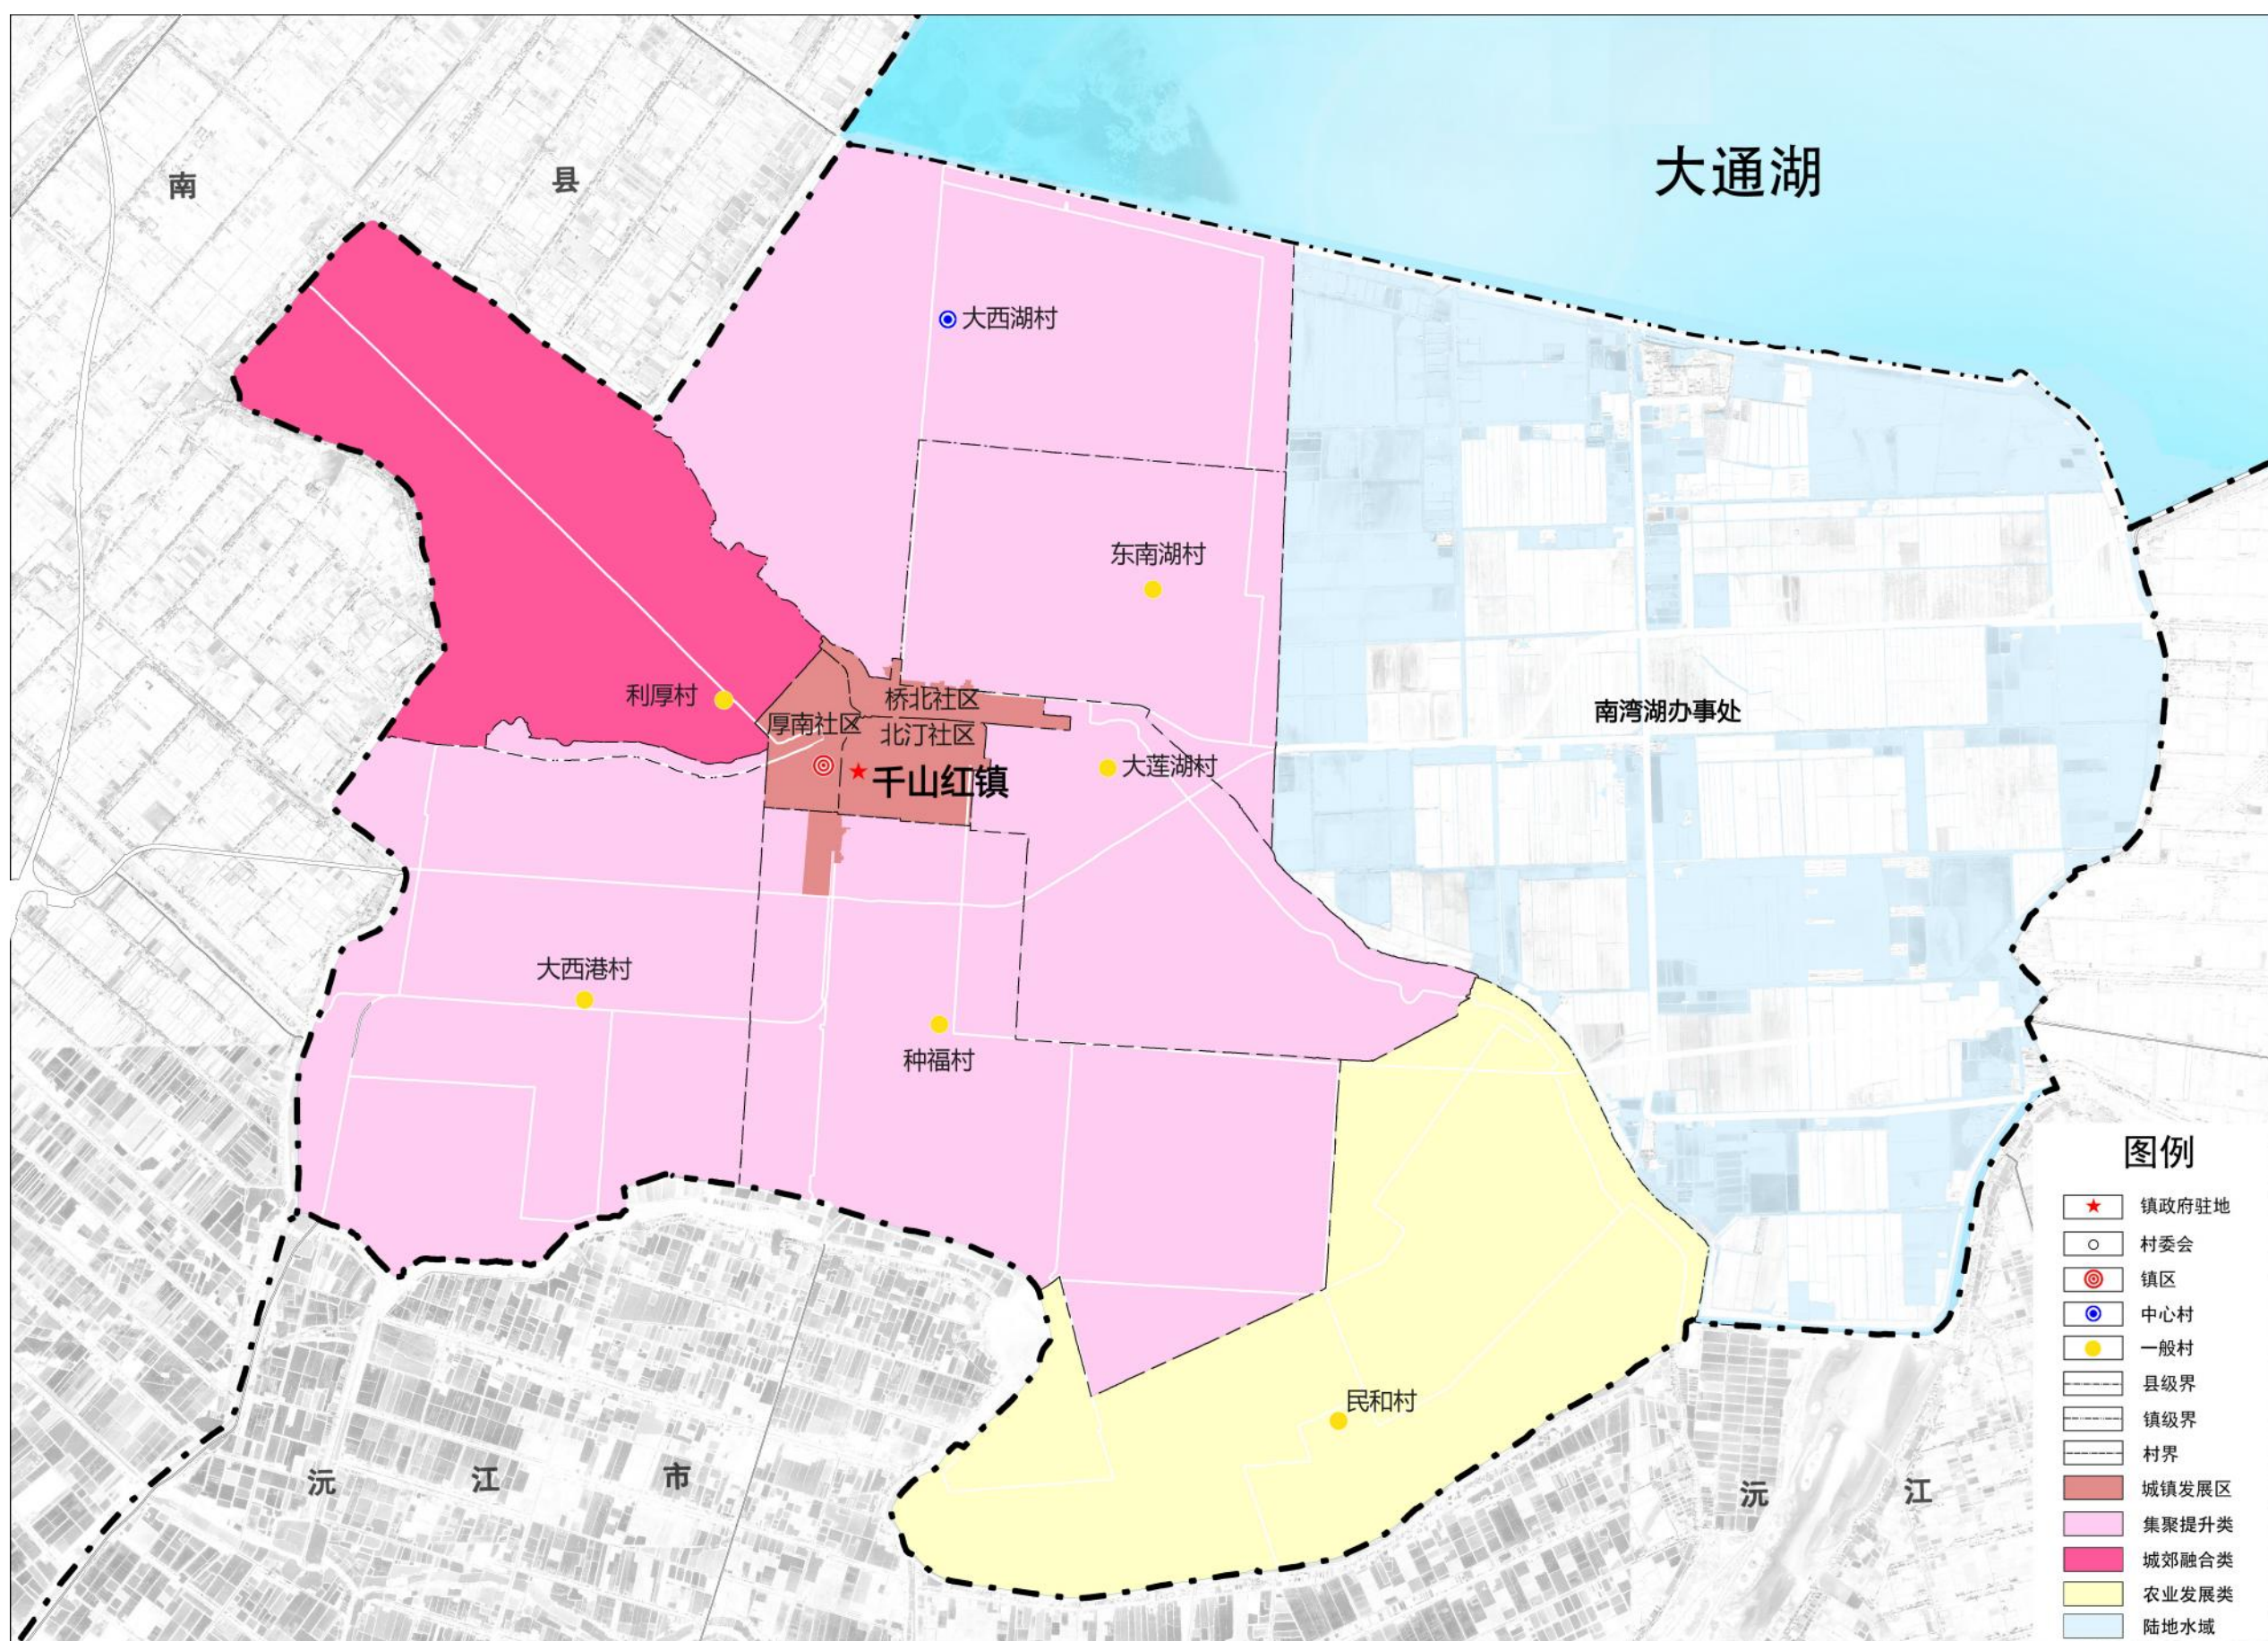 大通湖
南 县
大西湖村
东南湖村
利厚村
桥北社区
厚南社区
北汀社区
南湾湖办事处
千山红镇
大莲湖村
大西港村
种福村
民和村
沅 江 市
沅 江
图例
镇政府驻地
村委会
镇区
中心村
一般村
县级界
镇级界
村界
城镇发展区
集聚提升类
城郊融合类
农业发展类
陆地水域